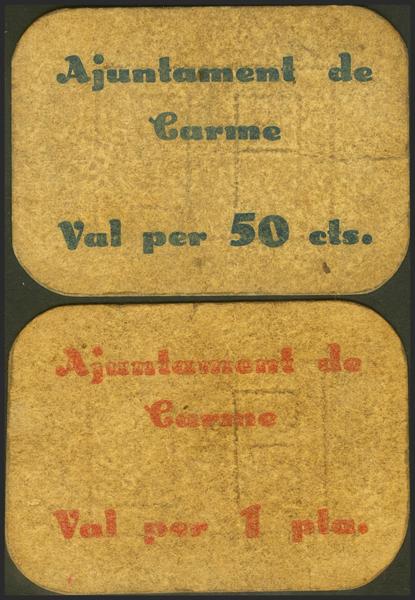 Ajuntament de
Carme
Val per 50 cts.
Ajuntament de
Carme
Val per 1 pta.